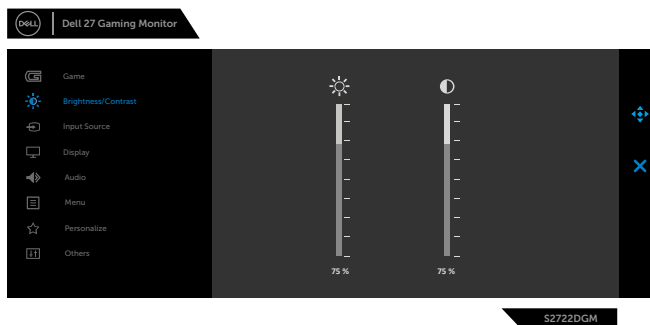 DELL
Dell 27 Gaming Monitor
Game
Brightness/Contrast
Input Source
Display
Audio
Menu
Personalize
Others
75 %
75 %
S2722DGM